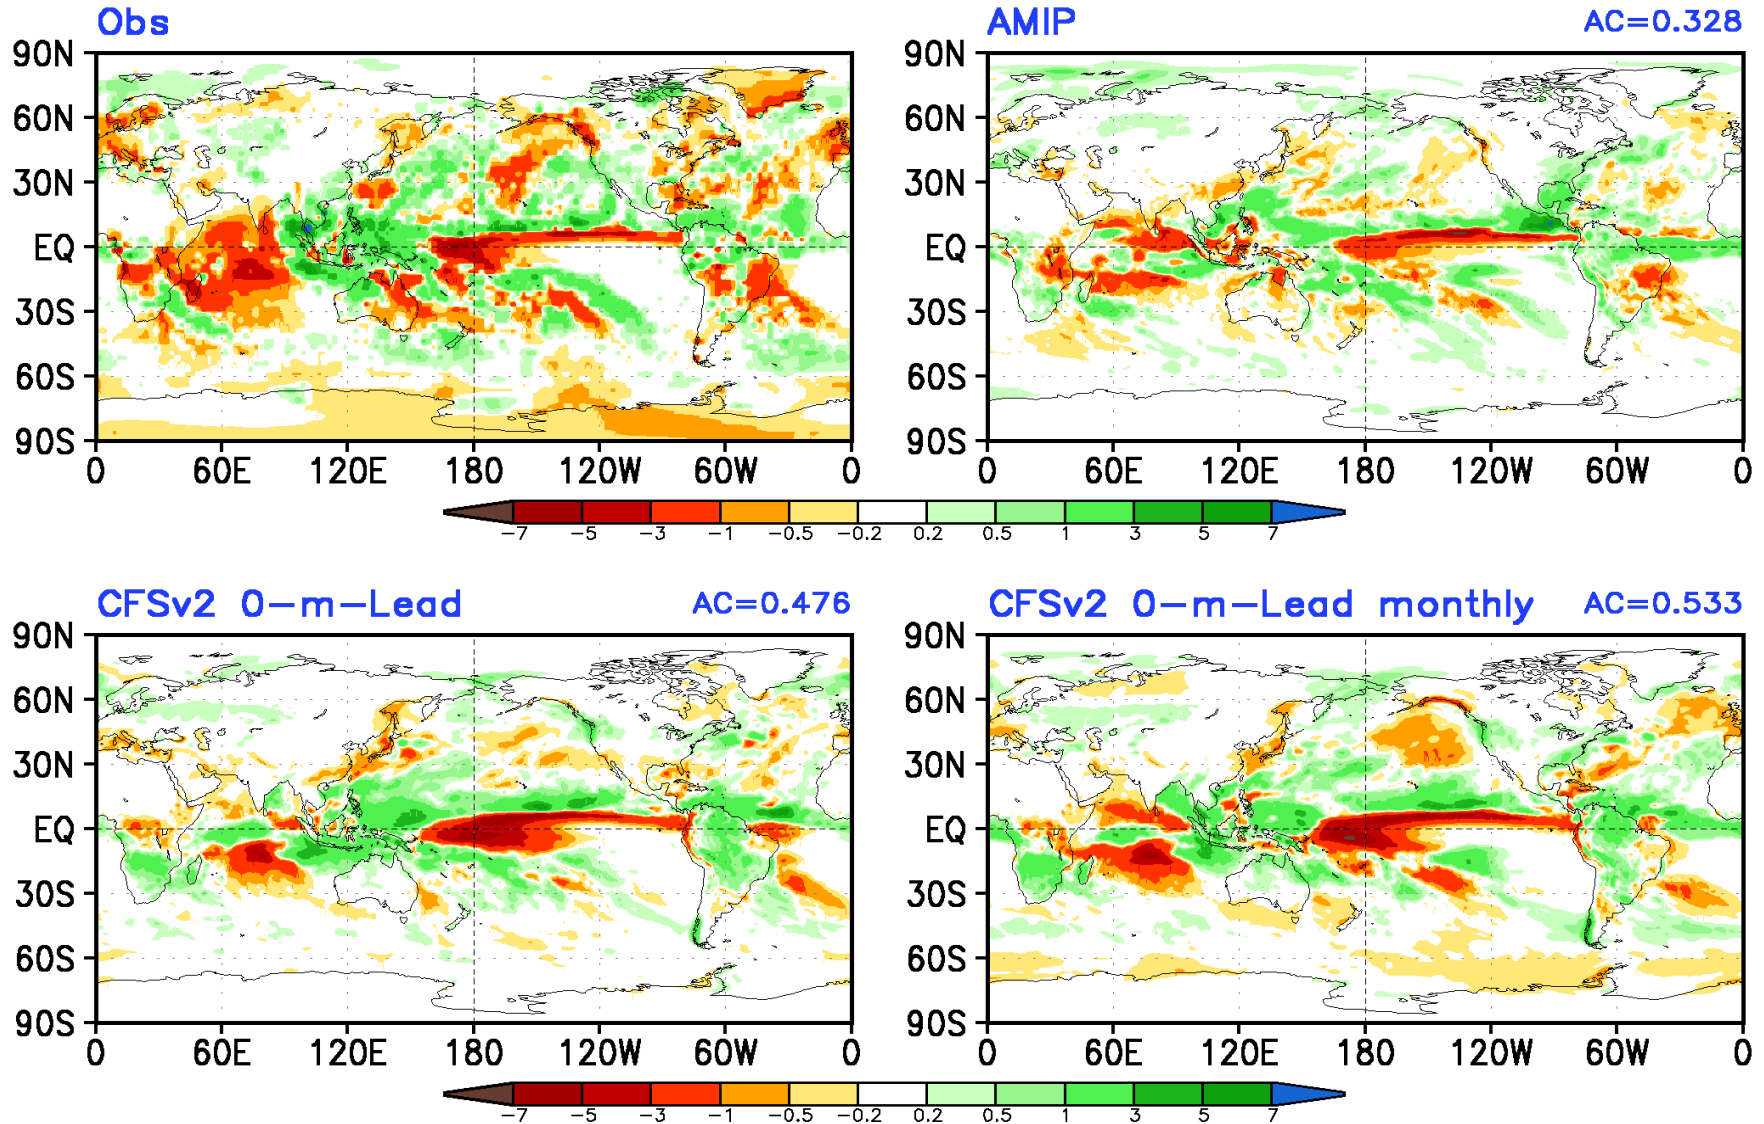 Obs
AMIP AC=0.328
90N 90N
60N 60N
30N 30N
EQ EQ
30S 30S
60S 60S
90S 90S
0 60E 120E 180 120W 60W 0 0 60E 120E 180 120W 60W 0
-7 -5 -3 -1 -0.5 -0.2 0.2 0.5 1 3 5 7
CFSv2 0-m-Lead AC=0.476
CFSv2 0-m-Lead monthly AC=0.533
90N 90N
60N 60N
30N 30N
EQ EQ
30S 30S
60S 60S
90S 90S
0 60E 120E 180 120W 60W 0 0 60E 120E 180 120W 60W 0
-7 -5 -3 -1 -0.5 -0.2 0.2 0.5 1 3 5 7